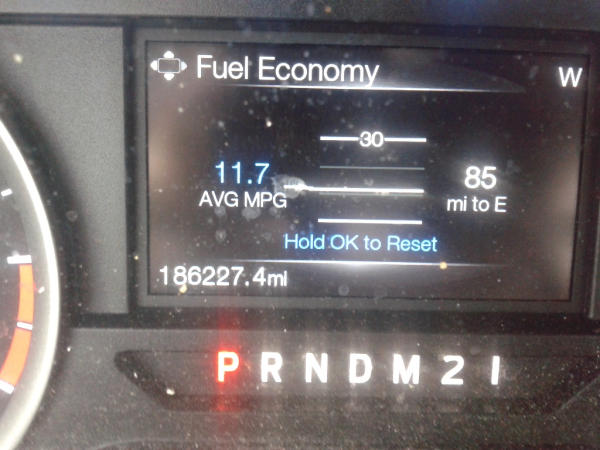 Fuel Economy
W
30
11.7
85
AVG MPG
mi to E
Hold OK to Reset
186227.4mi
P R N D M 2 1